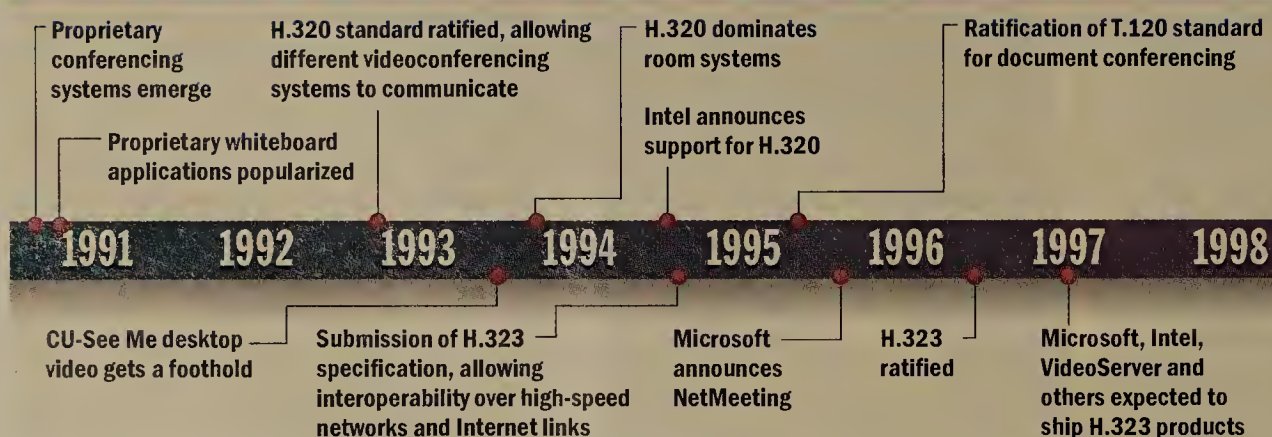 Proprietary
conferencing
systems emerge
Proprietary whiteboard
applications popularized
H.320 standard ratified, allowing
different videoconferencing
systems to communicate
H.320 dominates
room systems
Intel announces
support for H.320
Ratification of T.120 standard
for document conferencing
1991 1992 1993 1994 1995 1996 1997 1998
CU-See Me desktop
video gets a foothold
Submission of H.323
specification, allowing
interoperability over high-speed
networks and Internet links
Microsoft
announces
NetMeeting
H.323
ratified
Microsoft, Intel,
VideoServer and
others expected to
ship H.323 products